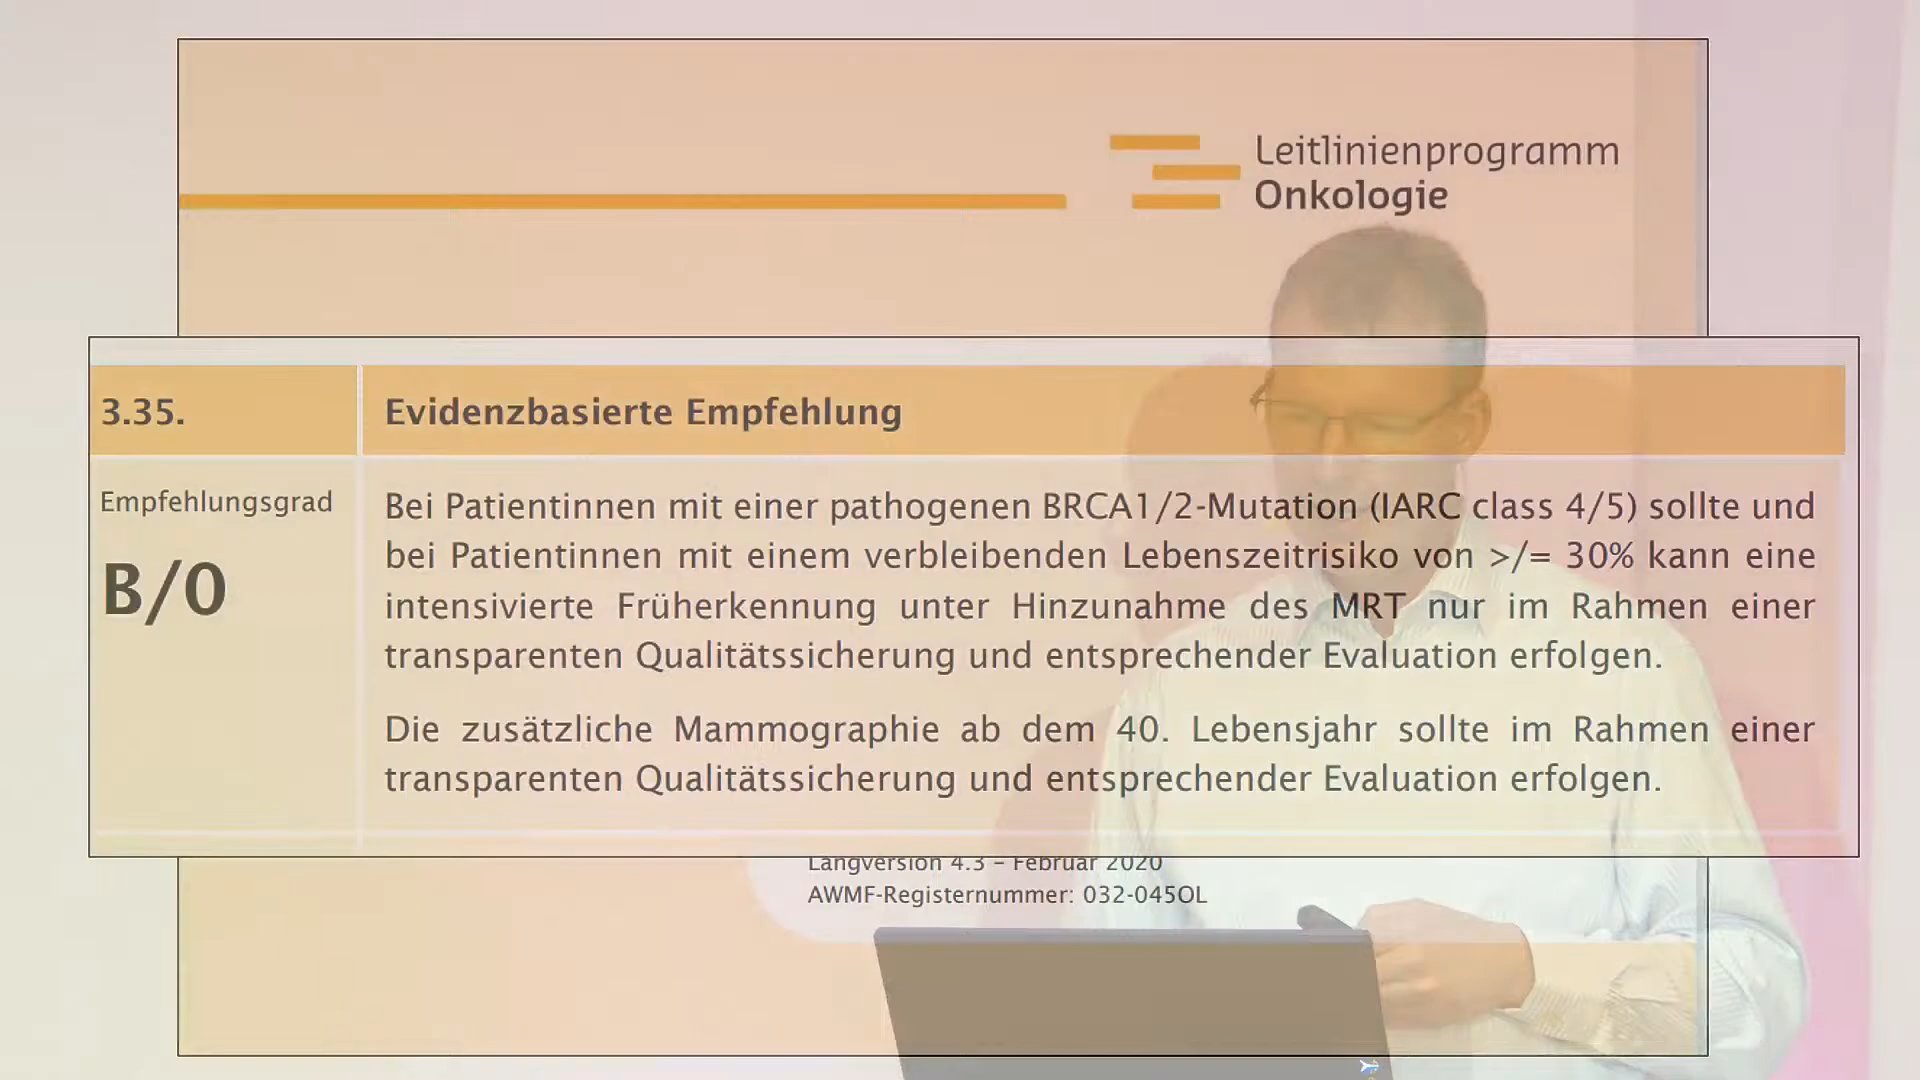 Leitlinienprogramm
Onkologie
3.35.
Evidenzbasierte Empfehlung
Empfehlungsgrad
B/0
Bei Patientinnen mit einer pathogenen BRCA1/2-Mutation (IARC class 4/5) sollte und
bei Patientinnen mit einem verbleibenden Lebenszeitrisiko von >/= 30% kann eine
intensivierte Früherkennung unter Hinzunahme des MRT nur im Rahmen einer
transparenten Qualitätssicherung und entsprechender Evaluation erfolgen.
Die zusätzliche Mammographie ab dem 40. Lebensjahr sollte im Rahmen einer
transparenten Qualitätssicherung und entsprechender Evaluation erfolgen.
Langversion 4.3 – Februar 2020
AWMF-Registernummer: 032-045OL